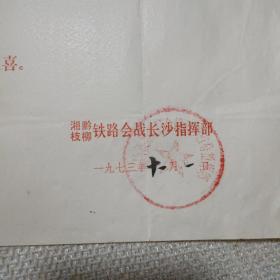 喜。
湘黔
枝柳铁路会战长沙指挥部
一九七三年十一月一日